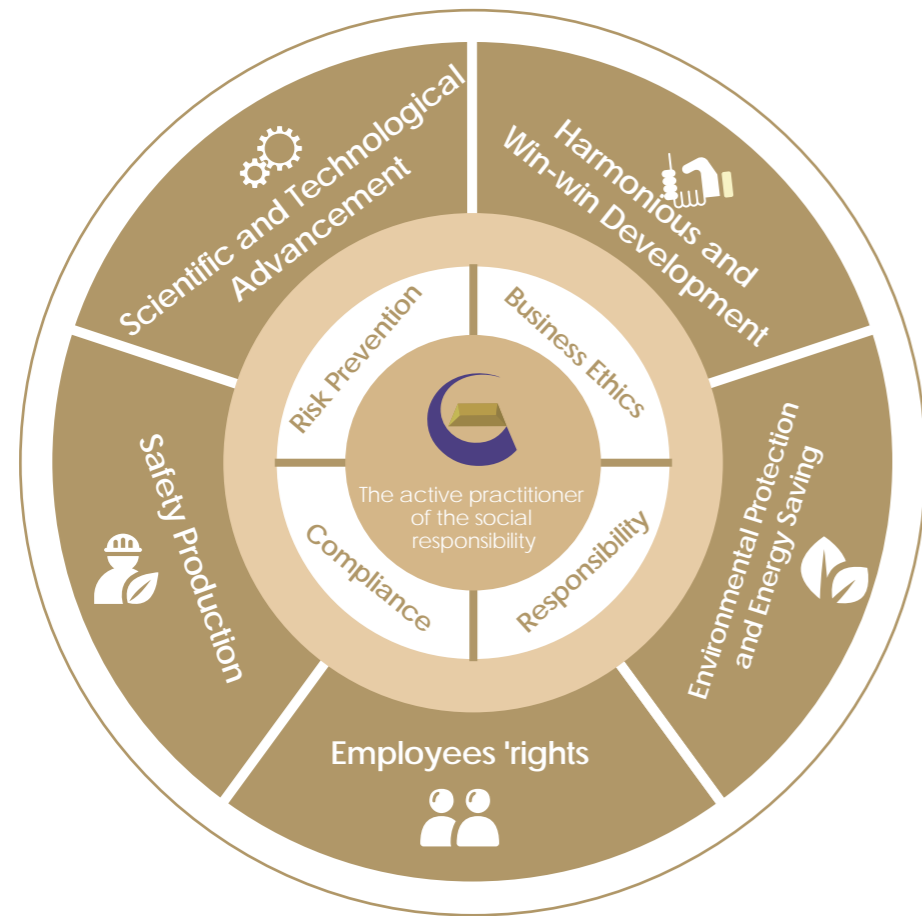 Scientific and Technological
Advancement
Harmonious and
Win-win Development
Risk Prevention
Business Ethics
The active practitioner
of the social
responsibility
Safety Production
Compliance
Responsibility
Environmental Protection
and Energy Saving
Employees 'rights